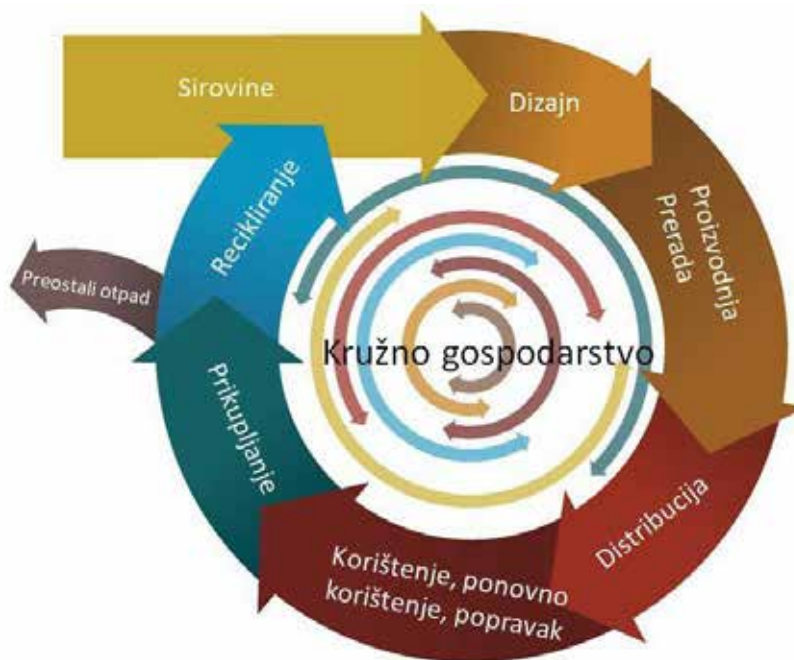 Sirovine
Dizajn
Proizvodnja
Prerada
Distribucija
Korištenje, ponovno
korištenje, popravak
Prikupljanje
Preostali otpad
Recikliranje
Kružno gospodarstvo